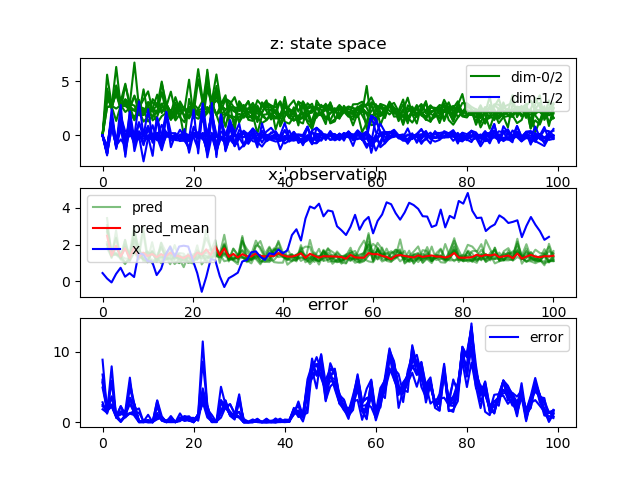 z: state space
5
0
dim-0/2
dim-1/2
0 20 40 60 80 100
x: observation
4
2
0
pred
pred_mean
x
0 20 40 60 80 100
error
10
0
error
0 20 40 60 80 100